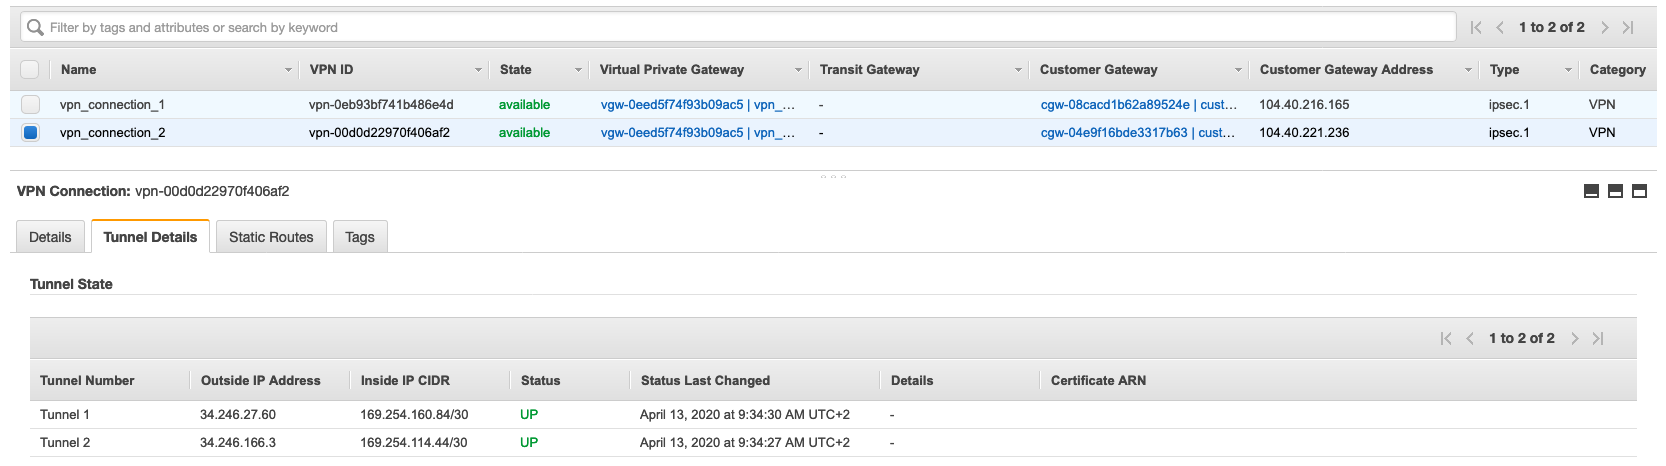 Filter by tags and attributes or search by keyword 1 to 2 of 2
Name VPN ID State Virtual Private Gateway Transit Gateway Customer Gateway Customer Gateway Address Type Category
vpn_connection_1 vpn-0eb93bf741b486e4d available vgw-0eed5f74f93b09ac5 | vpn_... - cgw-08cacd1b62a89524e | cust... 104.40.216.165 ipsec.1 VPN
vpn_connection_2 vpn-00d0d22970f406af2 available vgw-0eed5f74f93b09ac5 | vpn_... - cgw-04e9f16bde3317b63 | cust... 104.40.221.236 ipsec.1 VPN
VPN Connection: vpn-00d0d22970f406af2
Details Tunnel Details Static Routes Tags
Tunnel State
1 to 2 of 2
Tunnel Number Outside IP Address Inside IP CIDR Status Status Last Changed Details Certificate ARN
Tunnel 1 34.246.27.60 169.254.160.84/30 UP April 13, 2020 at 9:34:30 AM UTC+2 -
Tunnel 2 34.246.166.3 169.254.114.44/30 UP April 13, 2020 at 9:34:27 AM UTC+2 -